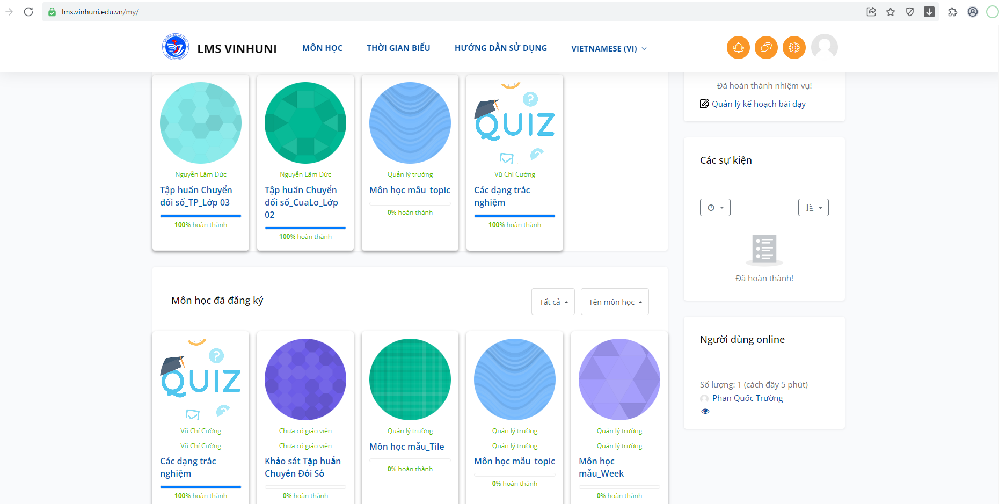 lms.vinhuni.edu.vn/my/
LMS VINHUNI
MÔN HỌC
THỜI GIAN BIỂU
HƯỚNG DẪN SỬ DỤNG
VIETNAMESE (VI)
QUIZ
?
Nguyễn Lâm Đức
Tập huấn Chuyển
đổi số_TP_Lớp 03
100% hoàn thành
Nguyễn Lâm Đức
Tập huấn Chuyển
đổi số_CuaLo_Lớp
02
100% hoàn thành
Quản lý trường
Môn học mẫu_topic
0% hoàn thành
Vũ Chí Cường
Các dạng trắc
nghiệm
100% hoàn thành
Đã hoàn thành nhiệm vụ!
Quản lý kế hoạch bài dạy
Các sự kiện
Đã hoàn thành!
Môn học đã đăng ký
Tất cả
Tên môn học
?
QUIZ
Vũ Chí Cường
Vũ Chí Cường
Các dạng trắc
nghiệm
100% hoàn thành
Chưa có giáo viên
Chưa có giáo viên
Khảo sát Tập huấn
Chuyển Đổi Số
0% hoàn thành
Quản lý trường
Môn học mẫu_Tile
0% hoàn thành
Quản lý trường
Quản lý trường
Môn học mẫu_topic
0% hoàn thành
Quản lý trường
Quản lý trường
Môn học
mẫu_Week
0% hoàn thành
Người dùng online
Số lượng: 1 (cách đây 5 phút)
Phan Quốc Trường